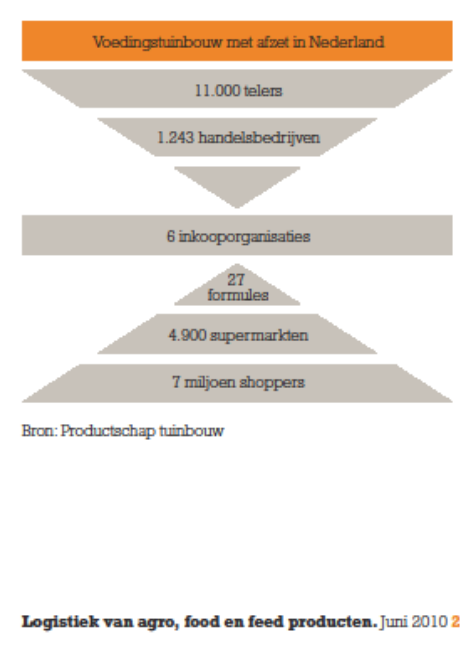 Voedingstuinbouw met afzet in Nederland
11.000 telers
1.243 handelsbedrijven
6 inkooporganisaties
27
formules
4.900 supermarkten
7 miljoen shoppers
Bron: Productschap tuinbouw
Logistiek van agro, food en feed producten. Juni 2010 2